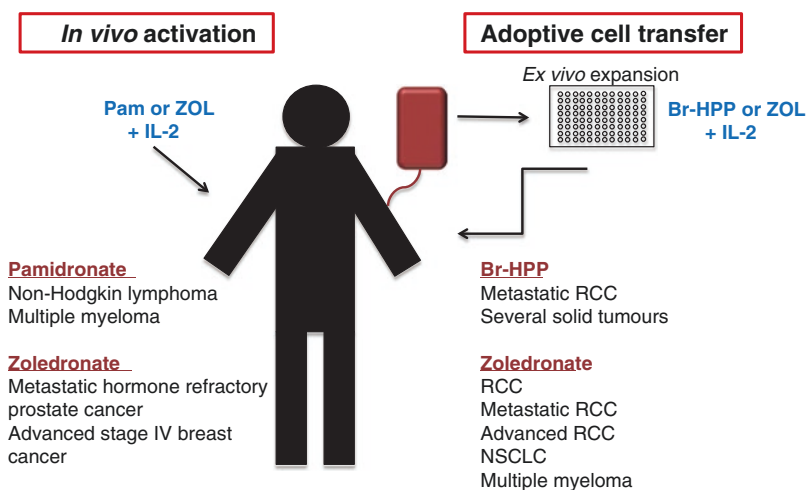 In vivo activation
Adoptive cell transfer
Ex vivo expansion
Pam or ZOL
+ IL-2
Br-HPP or ZOL
+ IL-2
Pamidronate
Non-Hodgkin lymphoma
Multiple myeloma
Zoledronate
Metastatic hormone refractory
prostate cancer
Advanced stage IV breast
cancer
Br-HPP
Metastatic RCC
Several solid tumours
Zoledronate
RCC
Metastatic RCC
Advanced RCC
NSCLC
Multiple myeloma